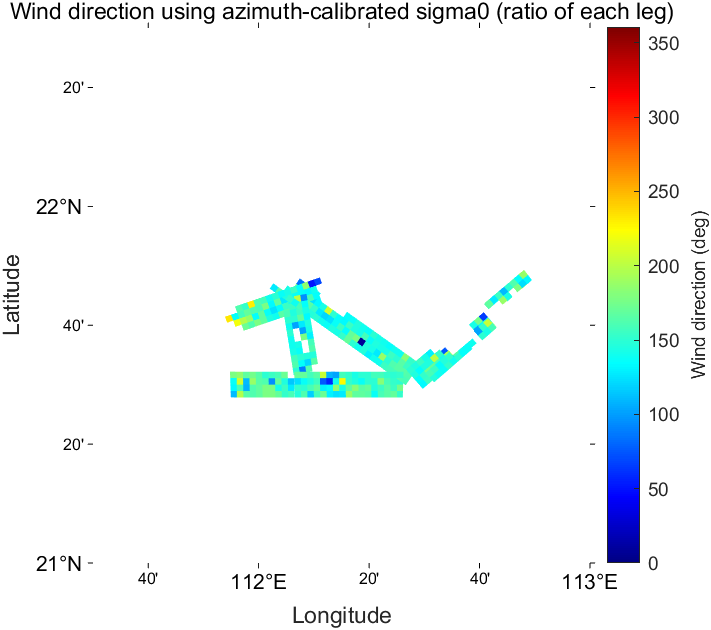 Wind direction using azimuth-calibrated sigma0 (ratio of each leg)
20'
22°N
40'
20'
21°N
40'
112°E
20'
40'
113°E
Latitude
Longitude
350
300
250
200
150
100
50
0
Wind direction (deg)